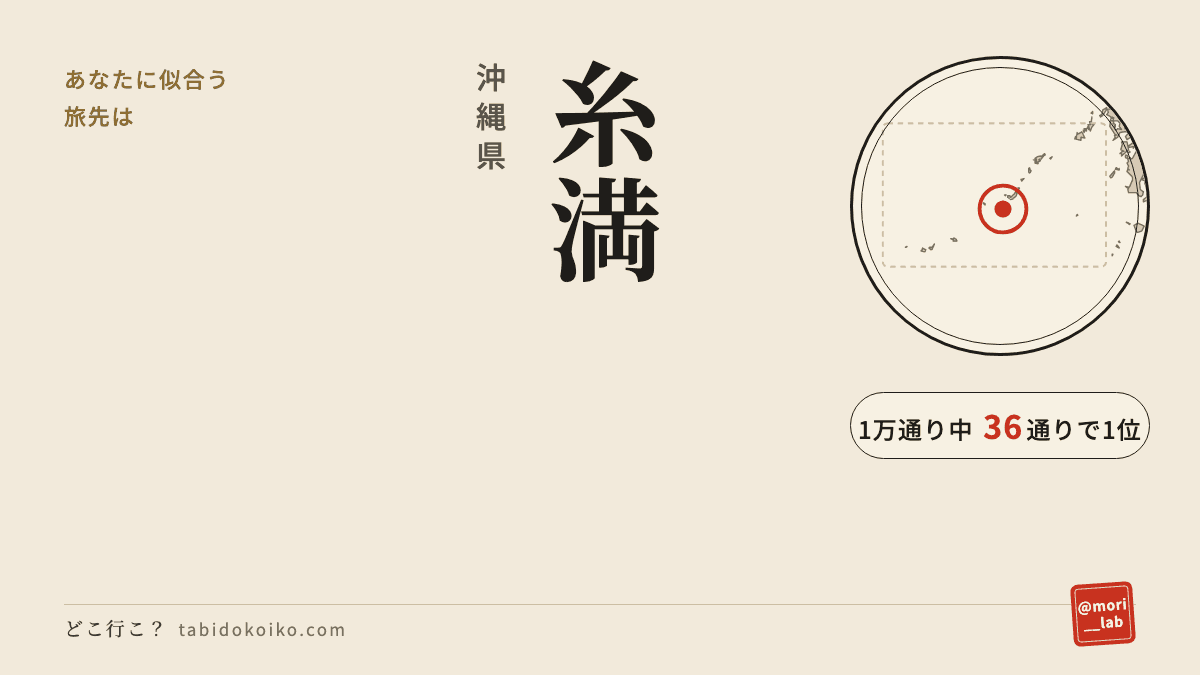 あなたに似合う
旅先は
糸満
沖縄県
1万通り中 36通りで1位
どこ行こ？ tabidokoiko.com
@mori
__lab